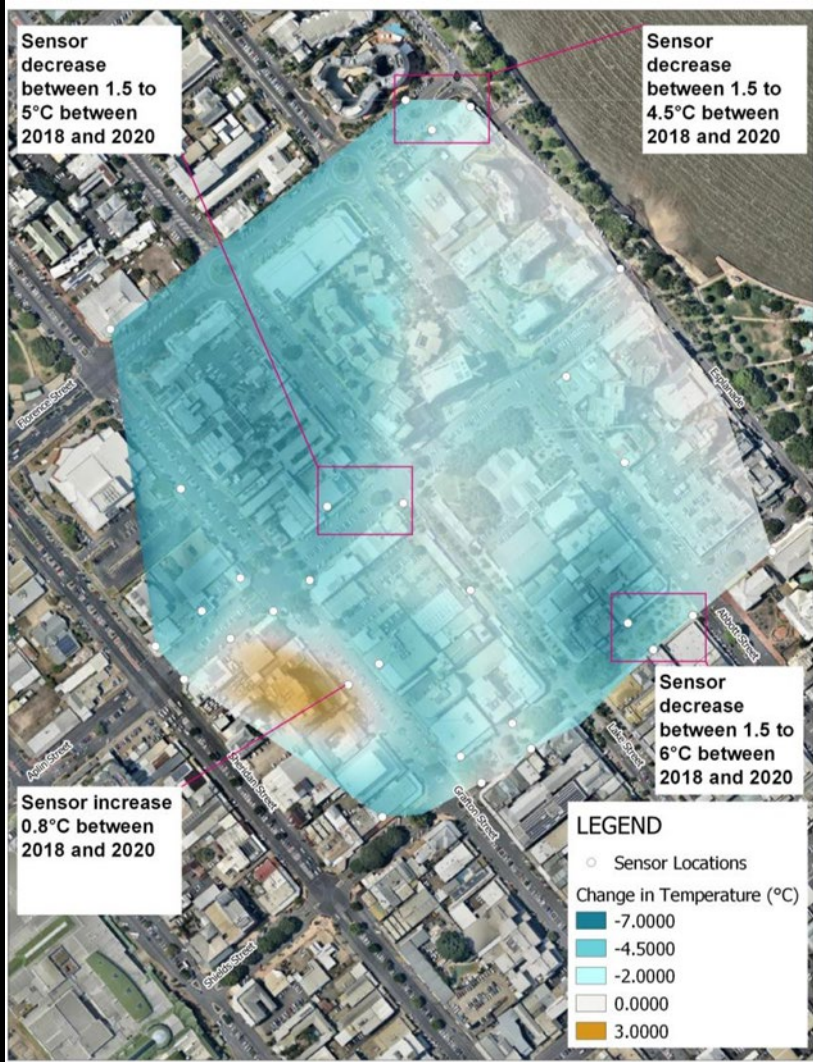 Sensor
decrease
between 1.5 to
5°C between
2018 and 2020
Sensor
decrease
between 1.5 to
4.5°C between
2018 and 2020
Florence Street
Esplanade
Abbott Street
Sensor
decrease
between 1.5 to
6°C between
2018 and 2020
Lake Street
Aplin Street
Sheridan Street
Grafton Street
Sensor increase
0.8°C between
2018 and 2020
Shields Street
LEGEND
Sensor Locations
Change in Temperature (°C)
-7.0000
-4.5000
-2.0000
0.0000
3.0000